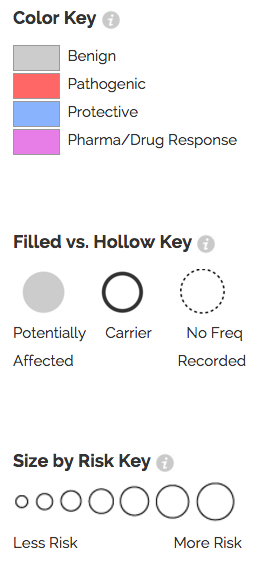 Color Key i
Benign
Pathogenic
Protective
Pharma/Drug Response
Filled vs. Hollow Key i
Potentially Carrier No Freq
Affected Recorded
Size by Risk Key i
Less Risk More Risk